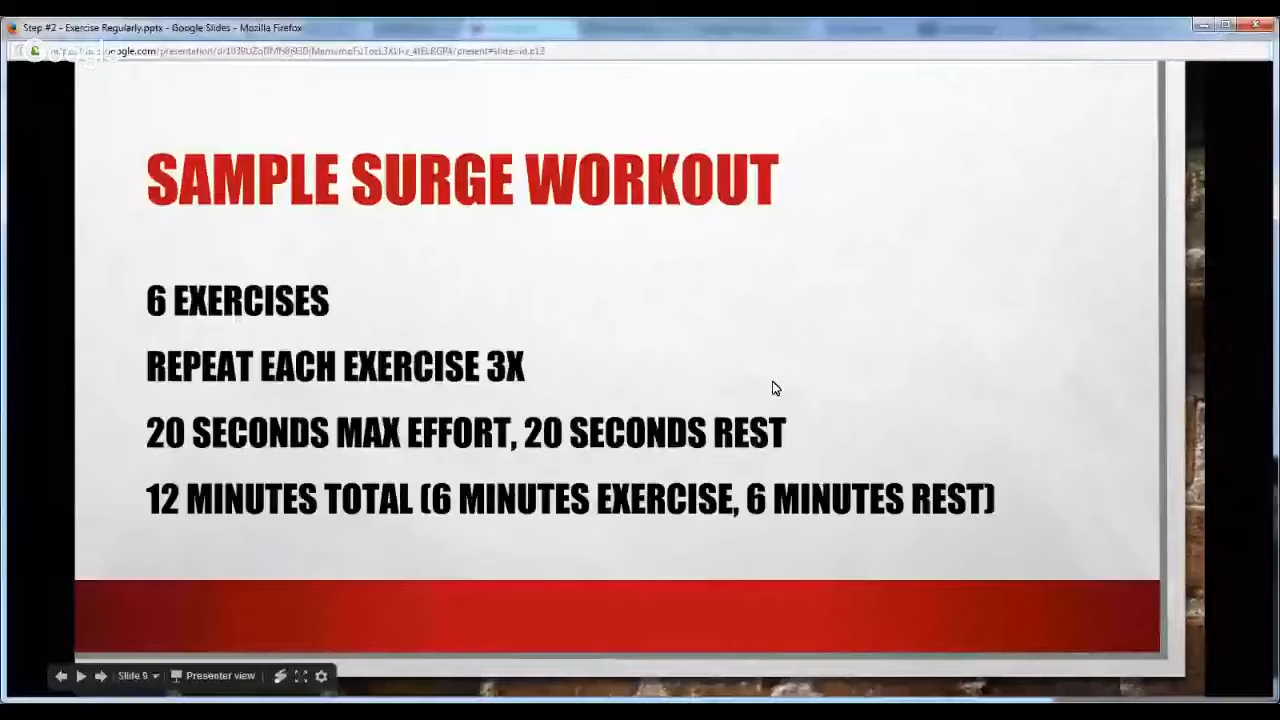 Step #2 - Exercise Regularly.pptx - Google Slides - Mozilla Firefox
Google
SAMPLE SURGE WORKOUT
6 EXERCISES
REPEAT EACH EXERCISE 3X
20 SECONDS MAX EFFORT, 20 SECONDS REST
12 MINUTES TOTAL (6 MINUTES EXERCISE, 6 MINUTES REST)
Slide 9
Presenter view